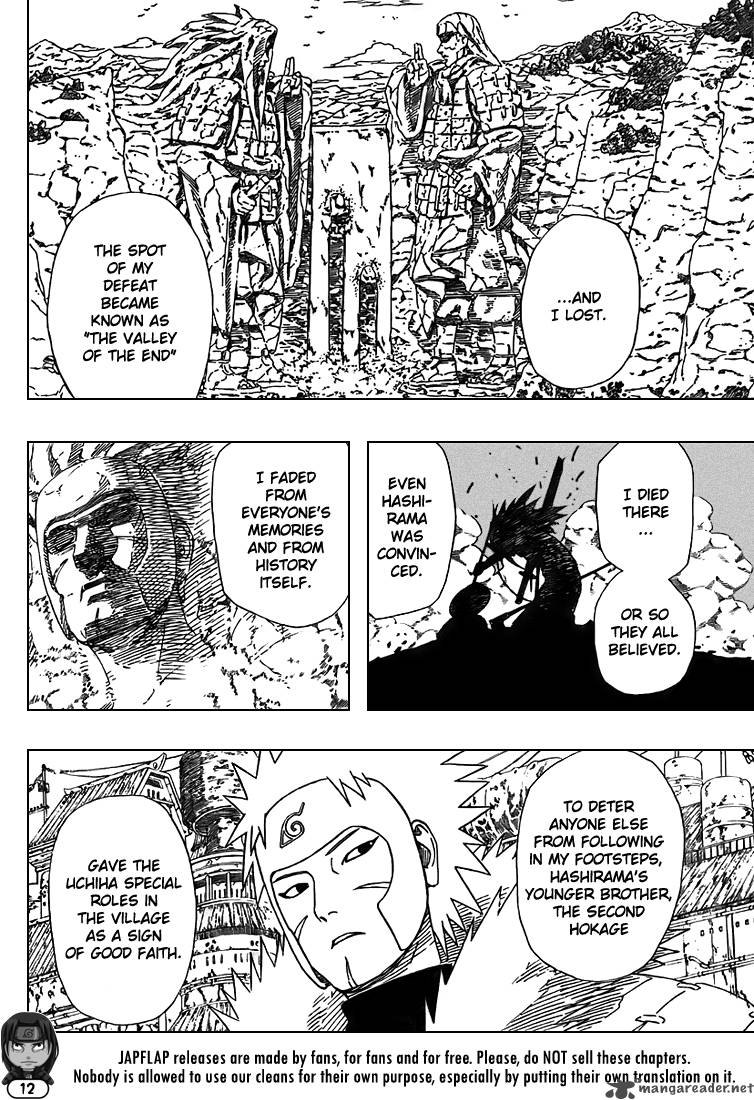 ...AND
I LOST.
THE SPOT
OF MY
DEFEAT
BECAME
KNOWN AS
"THE VALLEY
OF THE END"
I DIED
THERE
...
OR SO
THEY ALL
BELIEVED.
EVEN
HASHI-
RAMA
WAS
CONVIN-
CED.
I FADED
FROM
EVERYONE'S
MEMORIES
AND FROM
HISTORY
ITSELF.
TO DETER
ANYONE ELSE
FROM FOLLOWING
IN MY FOOTSTEPS,
HASHIRAMA'S
YOUNGER BROTHER,
THE SECOND
HOKAGE
GAVE THE
UCHIHA SPECIAL
ROLES IN
THE VILLAGE
AS A SIGN
OF GOOD FAITH.
JAPFLAP releases are made by fans, for fans and for free. Please, do NOT sell these chapters.
Nobody is allowed to use our cleans for their own purpose, especially by putting their own translation on it.
12
mangareader.net